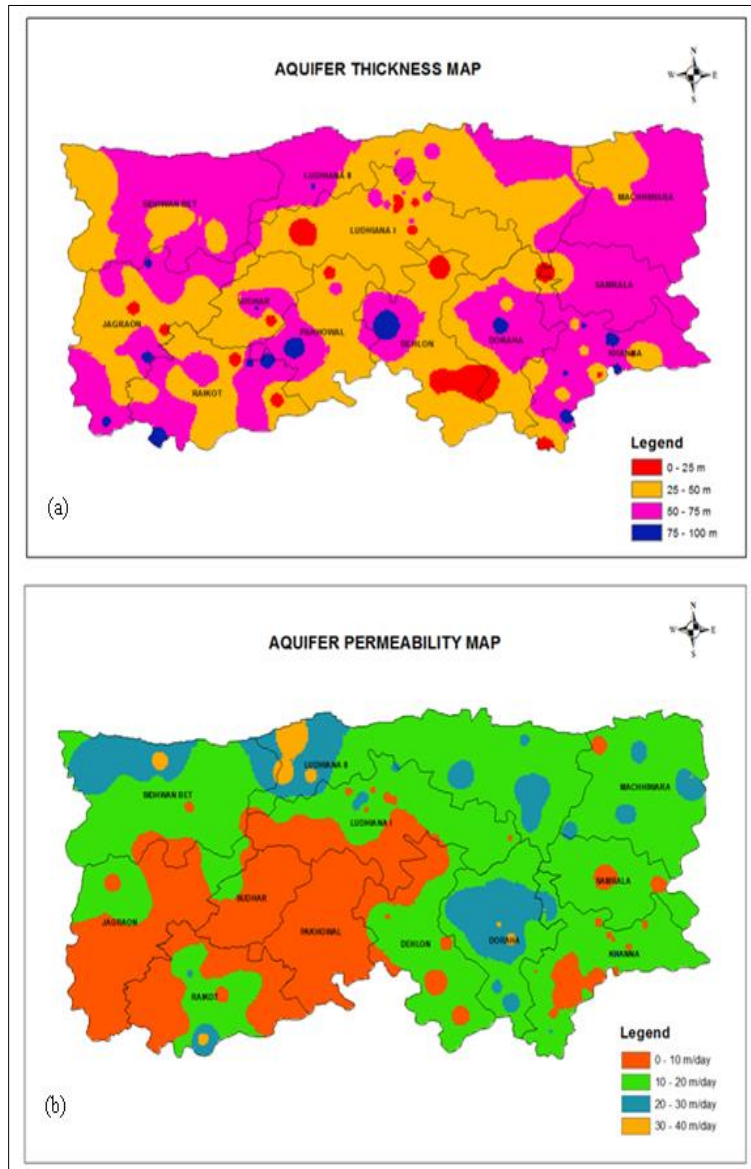 AQUIFER THICKNESS MAP
N
W E
S
LUDHIANA II
SIDHWAN BET
MACHHIWARA
LUDHIANA I
SAMRALA
JAGRAON
SUDHAR
PAKHOWAL
DEHLON
DORAHA
KHANNA
RAIKOT
Legend
0 - 25 m
25 - 50 m
50 - 75 m
75 - 100 m
(a)
AQUIFER PERMEABILITY MAP
N
W E
S
LUDHIANA II
SIDHWAN BET
MACHHIWARA
LUDHIANA I
SAMRALA
SUDHAR
JAGRAON
PAKHOWAL
DEHLON
DORAHA
KHANNA
RAIKOT
Legend
0 - 10 m/day
10 - 20 m/day
20 - 30 m/day
30 - 40 m/day
(b)